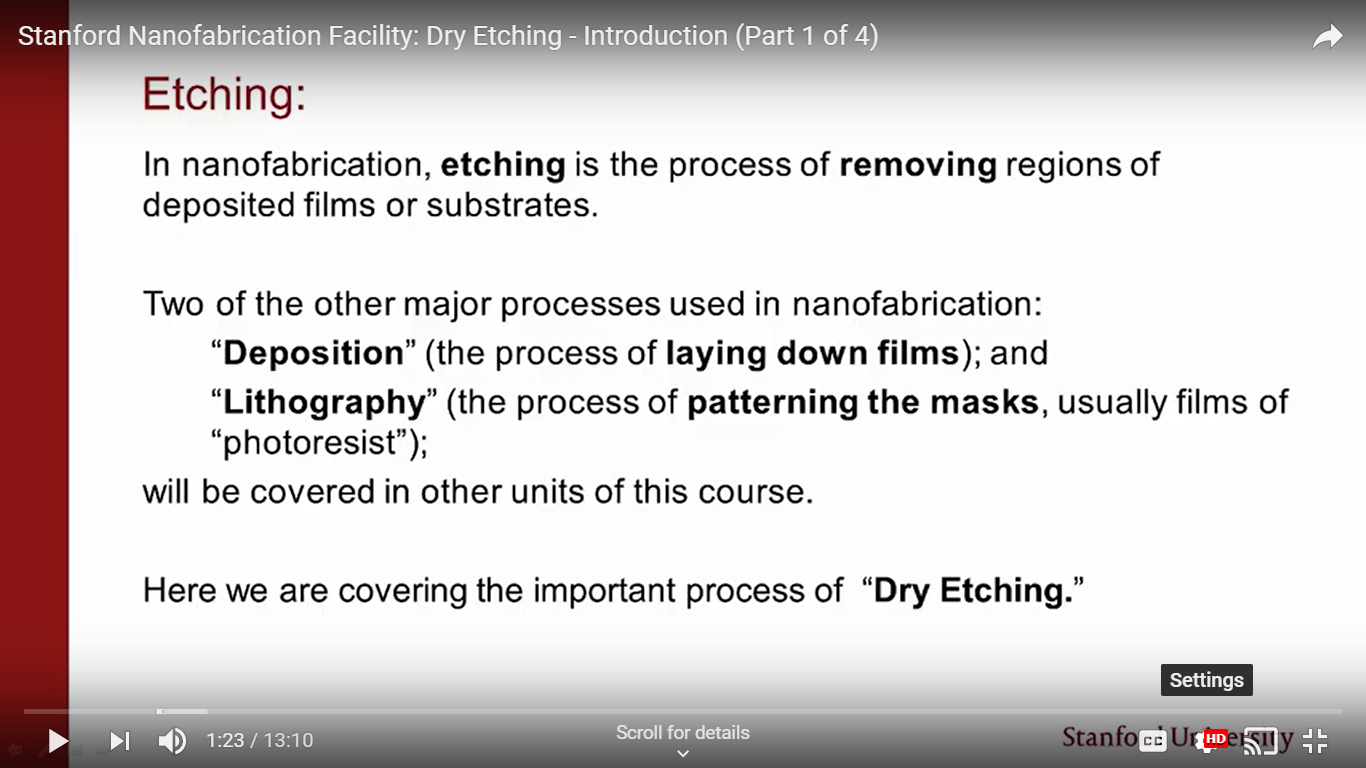 Stanford Nanofabrication Facility: Dry Etching - Introduction (Part 1 of 4)
Etching:
In nanofabrication, etching is the process of removing regions of
deposited films or substrates.
Two of the other major processes used in nanofabrication:
“Deposition” (the process of laying down films); and
“Lithography” (the process of patterning the masks, usually films of
“photoresist”);
will be covered in other units of this course.
Here we are covering the important process of “Dry Etching.”
Settings
Scroll for details
1:23 / 13:10
Stanford University
CC
HD